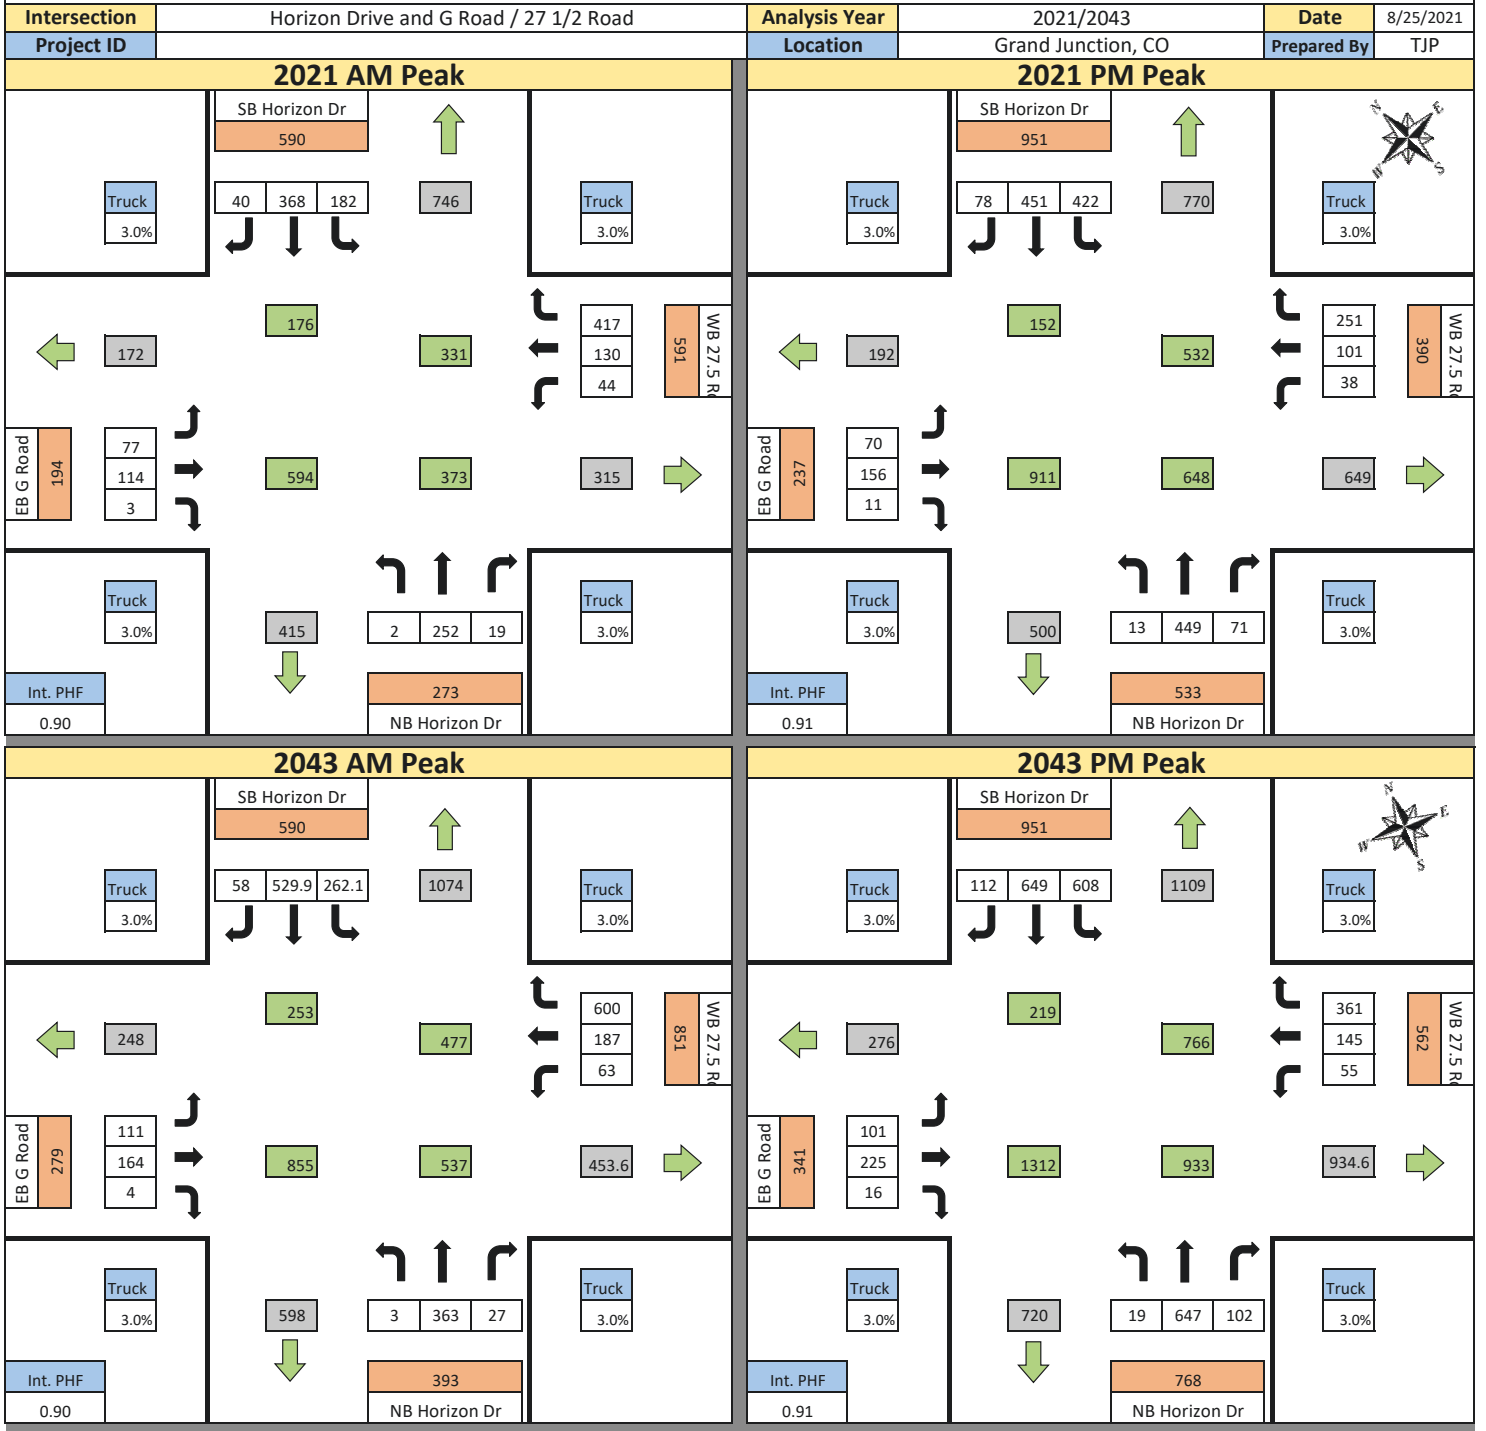 Intersection Horizon Drive and G Road / 27 1/2 Road Analysis Year 2021/2043 Date 8/25/2021
Project ID Location Grand Junction, CO Prepared By TJP
2021 AM Peak
SB Horizon Dr
590
Truck 40 368 182 746 Truck
3.0% 3.0%
176 417
172 331 130 591 WB 27.5 R
44
EB G Road 194 77
114 594 373 315
3
Truck Truck
3.0% 415 2 252 19 3.0%
Int. PHF 273
0.90 NB Horizon Dr
2021 PM Peak
SB Horizon Dr
951
N E
W S
Truck 78 451 422 770 Truck
3.0% 3.0%
152 251
192 532 101 390 WB 27.5 R
38
EB G Road 237 70
156 911 648 649
11
Truck Truck
3.0% 500 13 449 71 3.0%
Int. PHF 533
0.91 NB Horizon Dr
2043 AM Peak
SB Horizon Dr
590
Truck 58 529.9 262.1 1074 Truck
3.0% 3.0%
253 600
248 477 187 851 WB 27.5 R
63
EB G Road 279 111
164 855 537 453.6
4
Truck Truck
3.0% 598 3 363 27 3.0%
Int. PHF 393
0.90 NB Horizon Dr
2043 PM Peak
SB Horizon Dr
951
N E
W S
Truck 112 649 608 1109 Truck
3.0% 3.0%
219 361
276 766 145 562 WB 27.5 R
55
EB G Road 341 101
225 1312 933 934.6
16
Truck Truck
3.0% 720 19 647 102 3.0%
Int. PHF 768
0.91 NB Horizon Dr